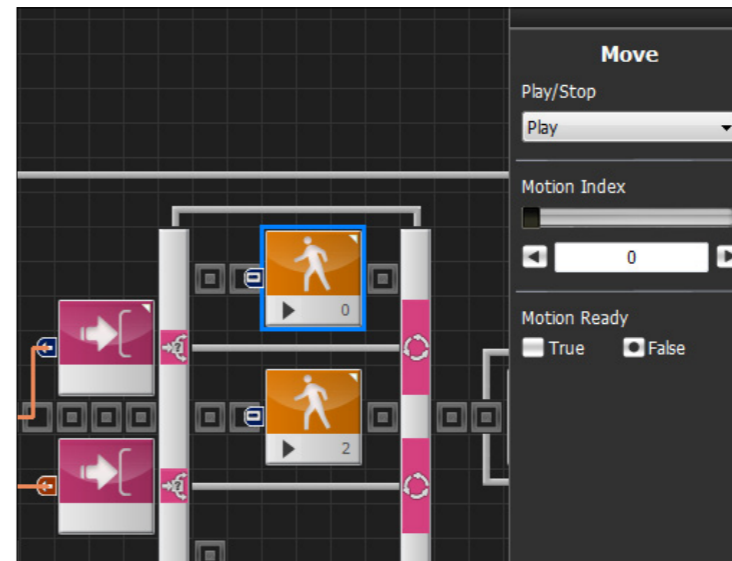 Move
Play/Stop
Play
Motion Index
0
Motion Ready
True False
0
2